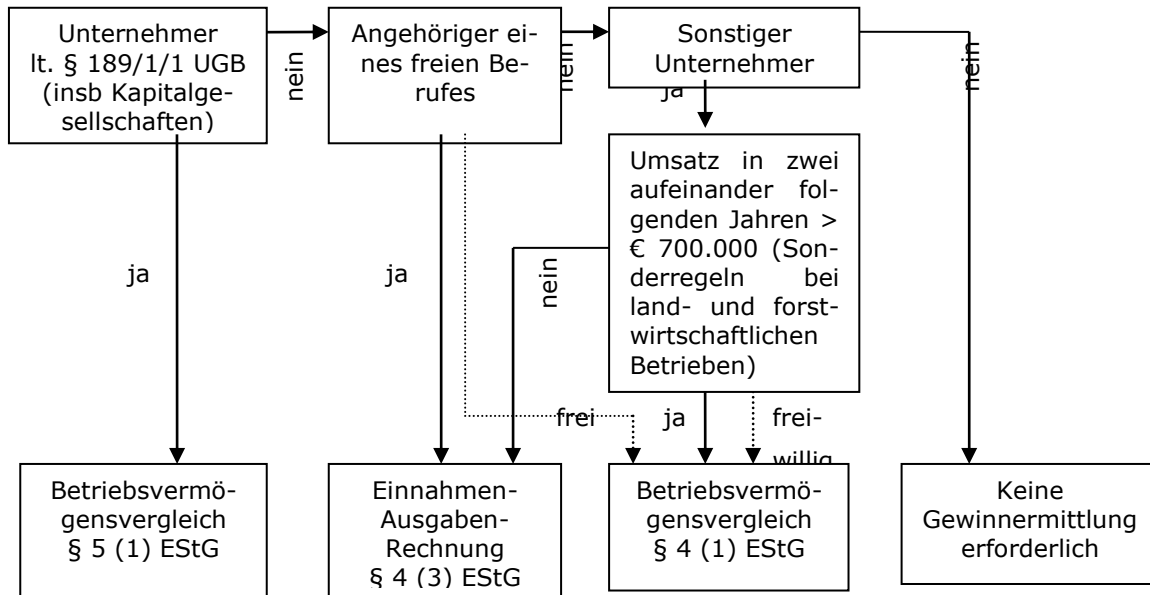 Unternehmer
lt. § 189/1/1 UGB
(insb Kapitalge-
sellschaften)
nein
Angehöriger ei-
nes freien Be-
rufes
nein
Sonstiger
Unternehmer
nein
ja
Umsatz in zwei
aufeinander fol-
genden Jahren >
€ 700.000 (Son-
derregeln bei
land- und forst-
wirtschaftlichen
Betrieben)
ja
ja
nein
frei
ja
frei-
willig
Betriebsvermö-
gensvergleich
§ 5 (1) EStG
Einnahmen-
Ausgaben-
Rechnung
§ 4 (3) EStG
Betriebsvermö-
gensvergleich
§ 4 (1) EStG
Keine
Gewinnermittlung
erforderlich